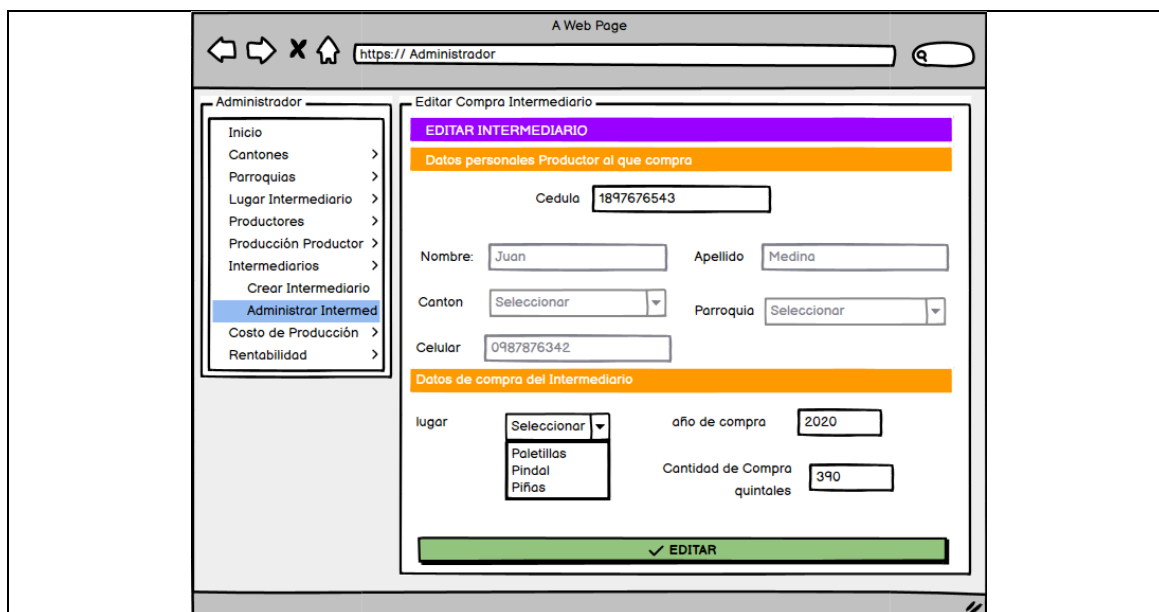 A Web Page
https:// Administrador
Administrador
Inicio
Cantones
Parroquias
Lugar Intermediario
Productores
Producción Productor
Intermediarios
Crear Intermediario
Administrar Intermed
Costo de Producción
Rentabilidad
Editar Compra Intermediario
EDITAR INTERMEDIARIO
Datos personales Productor al que compra
Cedula 1897676543
Nombre: Juan Apellido Medina
Canton Seleccionar Parroquia Seleccionar
Celular 0987876342
Datos de compra del Intermediario
lugar Seleccionar año de compra 2020
Paletillas
Pindal
Piñas
Cantidad de Compra
quintales 390
EDITAR